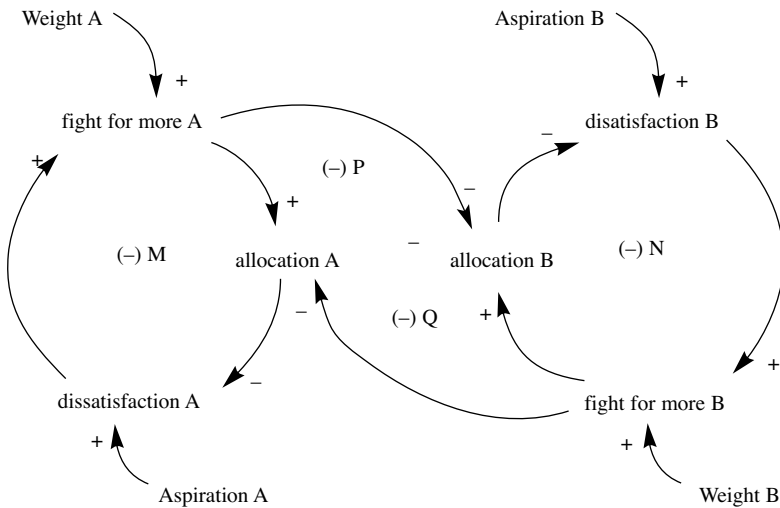 Weight A
Aspiration B
+
+
fight for more A
disatisfaction B
+
–
(–) P
–
+
(–) M
–
(–) N
allocation A
allocation B
–
(–) Q
+
+
–
dissatisfaction A
fight for more B
+
+
Aspiration A
Weight B